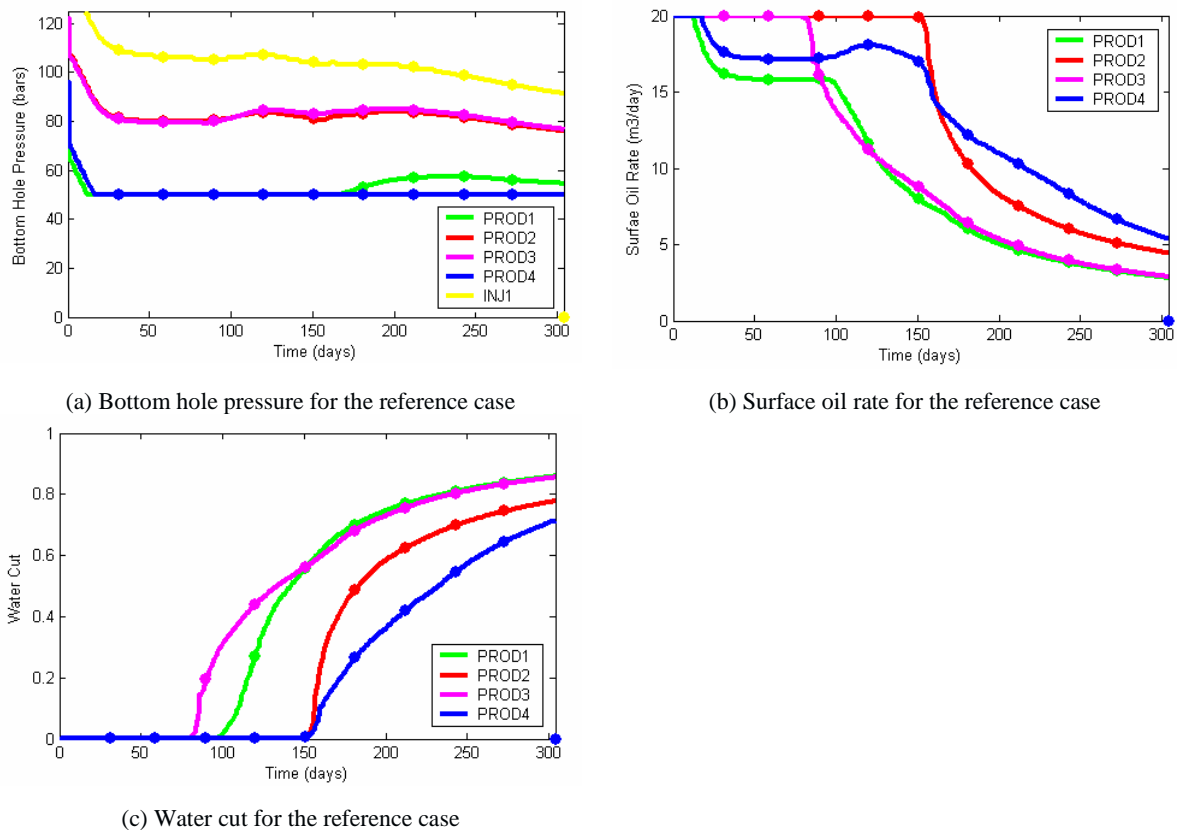 120
100
80
60
40
20
0
Bottom Hole Pressure (bars)
PROD1
PROD2
PROD3
PROD4
INJ1
0
50
100
150
200
250
300
Time (days)
(a) Bottom hole pressure for the reference case
20
15
10
5
0
Surfae Oil Rate (m3/day)
PROD1
PROD2
PROD3
PROD4
0
50
100
150
200
250
300
Time (days)
(b) Surface oil rate for the reference case
1
0.8
0.6
0.4
0.2
0
Water Cut
PROD1
PROD2
PROD3
PROD4
0
50
100
150
200
250
300
Time (days)
(c) Water cut for the reference case